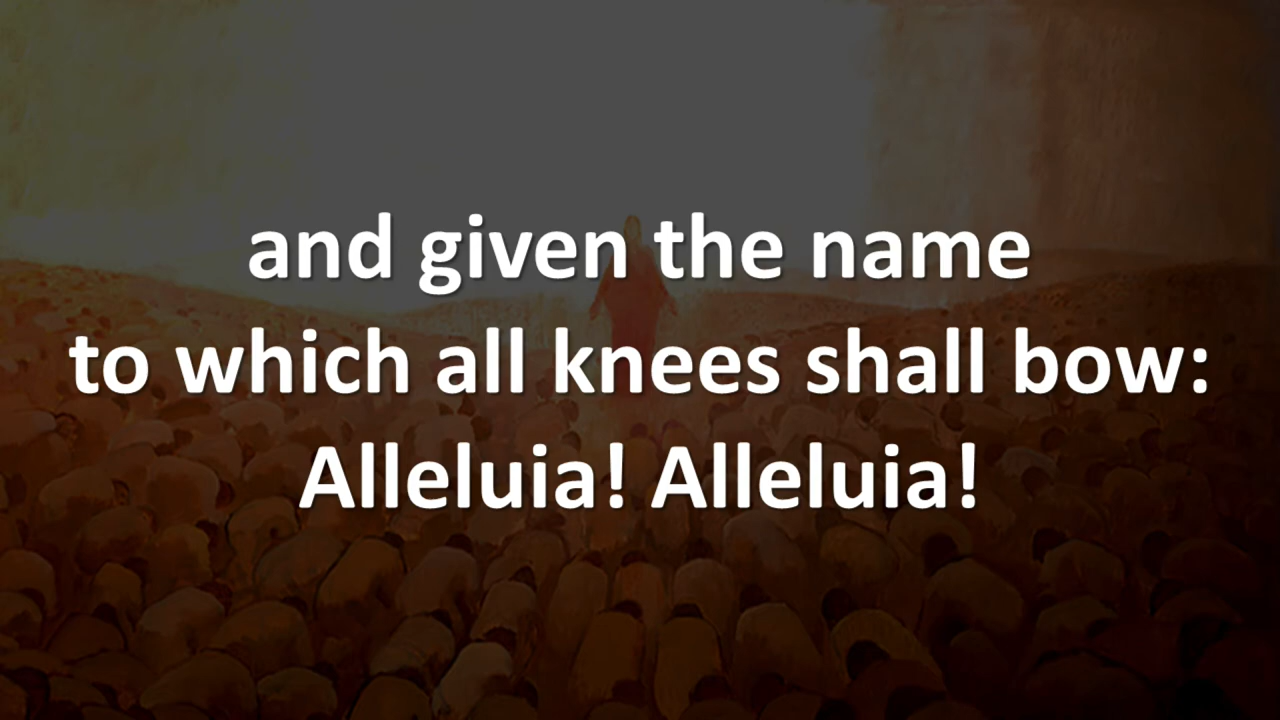 and given the name
to which all knees shall bow:
Alleluia! Alleluia!